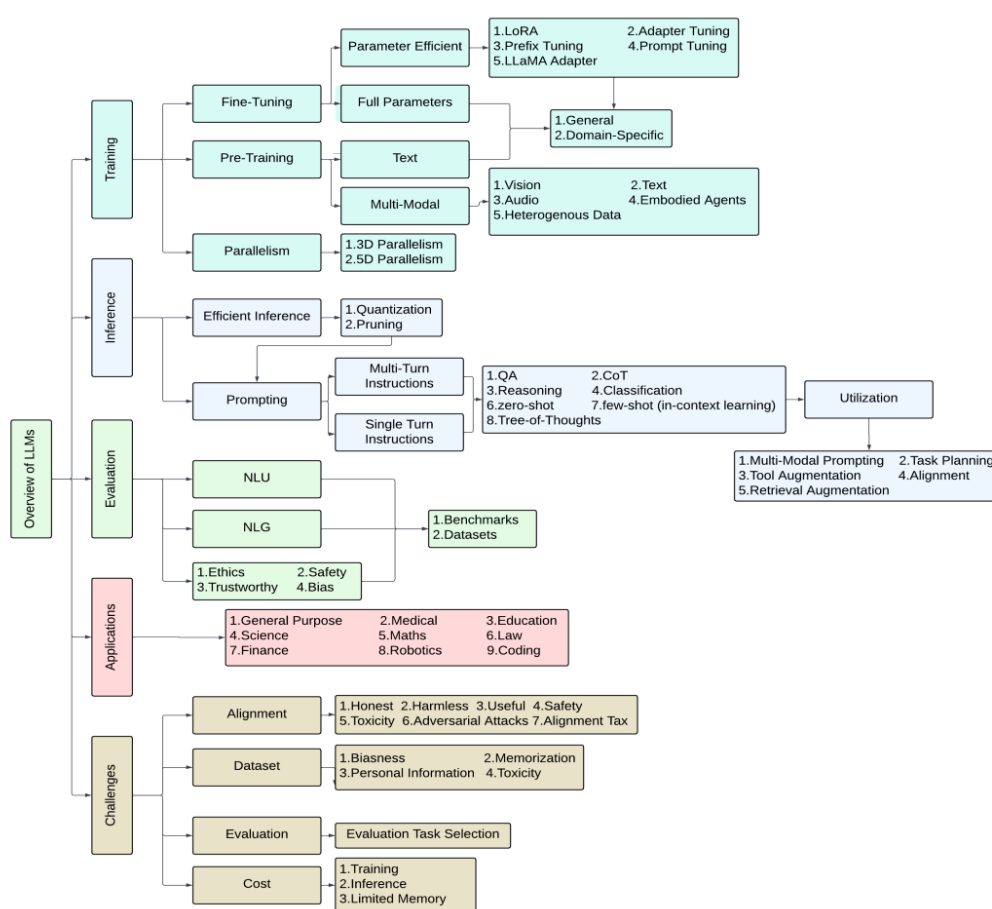 Overview of LLMs
Training
Fine-Tuning
Parameter Efficient
1.LoRA 2.Adapter Tuning
3.Prefix Tuning 4.Prompt Tuning
5.LLaMA Adapter
Full Parameters
1.General
2.Domain-Specific
Pre-Training
Text
Multi-Modal
1.Vision 2.Text
3.Audio 4.Embodied Agents
5.Heterogenous Data
Parallelism
1.3D Parallelism
2.5D Parallelism
Inference
Efficient Inference
1.Quantization
2.Pruning
Prompting
Multi-Turn
Instructions
Single Turn
Instructions
1.QA 2.CoT
3.Reasoning 4.Classification
6.zero-shot 7.few-shot (in-context learning)
8.Tree-of-Thoughts
Utilization
1.Multi-Modal Prompting 2.Task Planning
3.Tool Augmentation 4.Alignment
5.Retrieval Augmentation
Evaluation
NLU
NLG
1.Ethics 2.Safety
3.Trustworthy 4.Bias
1.Benchmarks
2.Datasets
Applications
1.General Purpose 2.Medical 3.Education
4.Science 5.Maths 6.Law
7.Finance 8.Robotics 9.Coding
Challenges
Alignment
1.Honest 2.Harmless 3.Useful 4.Safety
5.Toxicity 6.Adversarial Attacks 7.Alignment Tax
Dataset
1.Biasness 2.Memorization
3.Personal Information 4.Toxicity
Evaluation
Evaluation Task Selection
Cost
1.Training
2.Inference
3.Limited Memory